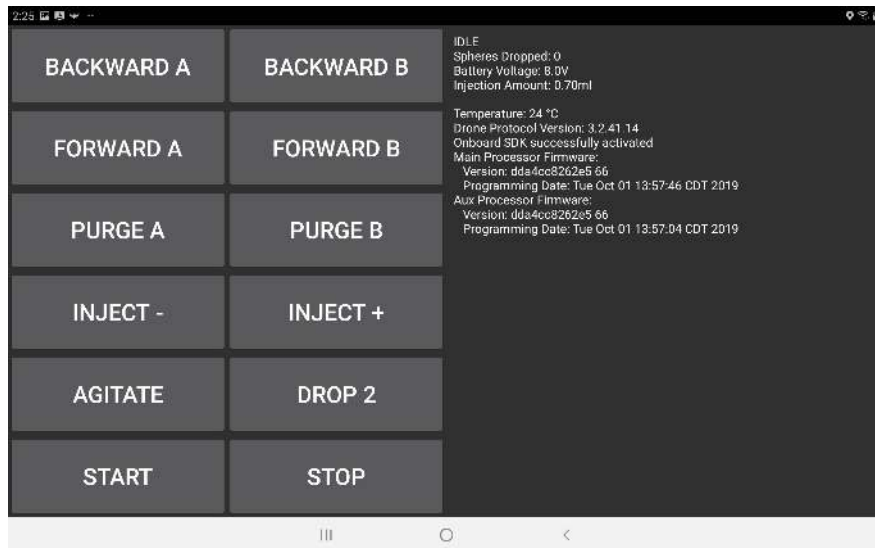 2:25
BACKWARD A
BACKWARD B
FORWARD A
FORWARD B
PURGE A
PURGE B
INJECT -
INJECT +
AGITATE
DROP 2
START
STOP
IDLE
Spheres Dropped: 0
Battery Voltage: 8.0V
Injection Amount: 0.70ml
Temperature: 24 °C
Drone Protocol Version: 3.2.41.14
Onboard SDK successfully activated
Main Processor Firmware:
Version: dda4cc8262e5 66
Programming Date: Tue Oct 01 13:57:46 CDT 2019
Aux Processor Firmware:
Version: dda4cc8262e5 66
Programming Date: Tue Oct 01 13:57:04 CDT 2019